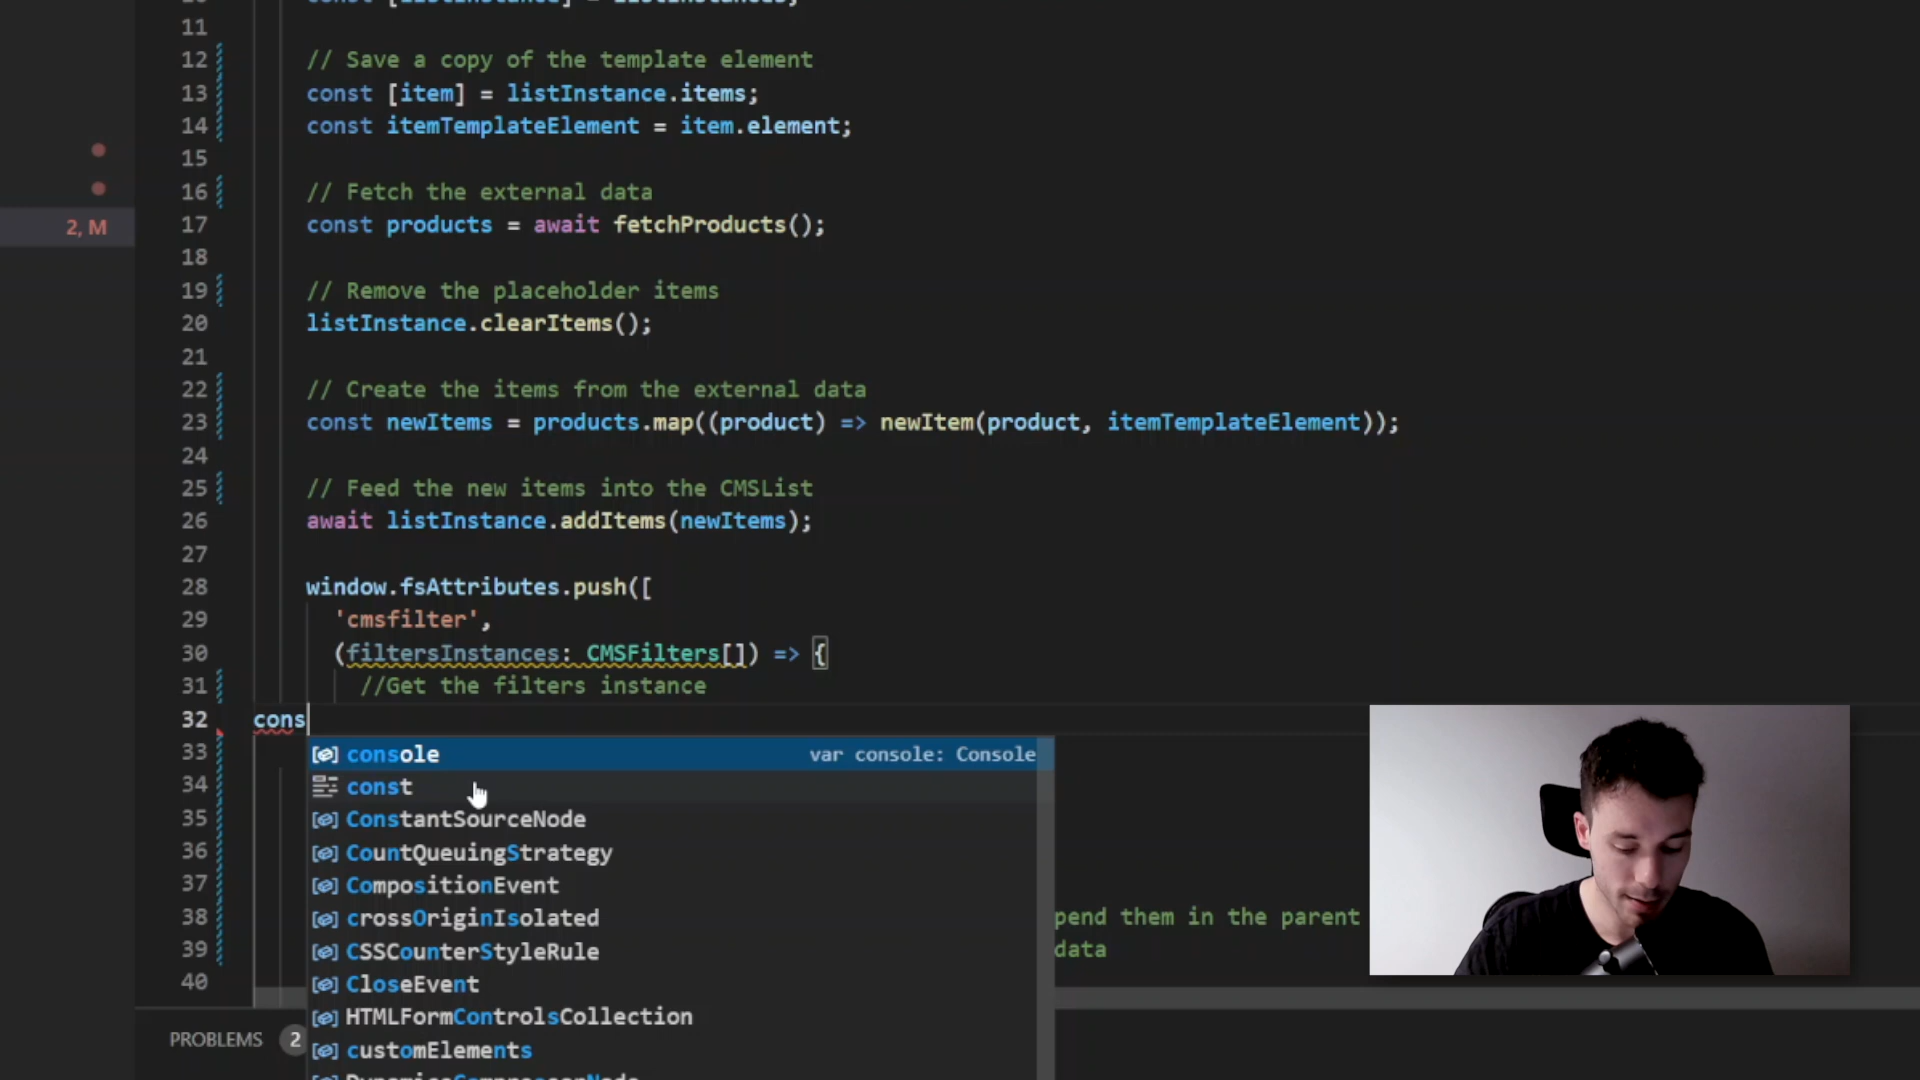 11
12 // Save a copy of the template element
13 const [item] = listInstance.items;
14 const itemTemplateElement = item.element;
15
16 // Fetch the external data
17 const products = await fetchProducts();
18
19 // Remove the placeholder items
20 listInstance.clearItems();
21
22 // Create the items from the external data
23 const newItems = products.map((product) => newItem(product, itemTemplateElement));
24
25 // Feed the new items into the CMSList
26 await listInstance.addItems(newItems);
27
28 window.fsAttributes.push([
29 'cmsfilter',
30 (filtersInstances: CMSFilters[]) => {
31 //Get the filters instance
32 cons
33 console var console: Console
34 const
35 ConstantSourceNode
36 CountQueuingStrategy
37 CompositionEvent
38 crossOriginIsolated pend them in the parent
39 CSSCounterStyleRule data
40 CloseEvent
HTMLFormControlsCollection
customElements
2, M
PROBLEMS 2